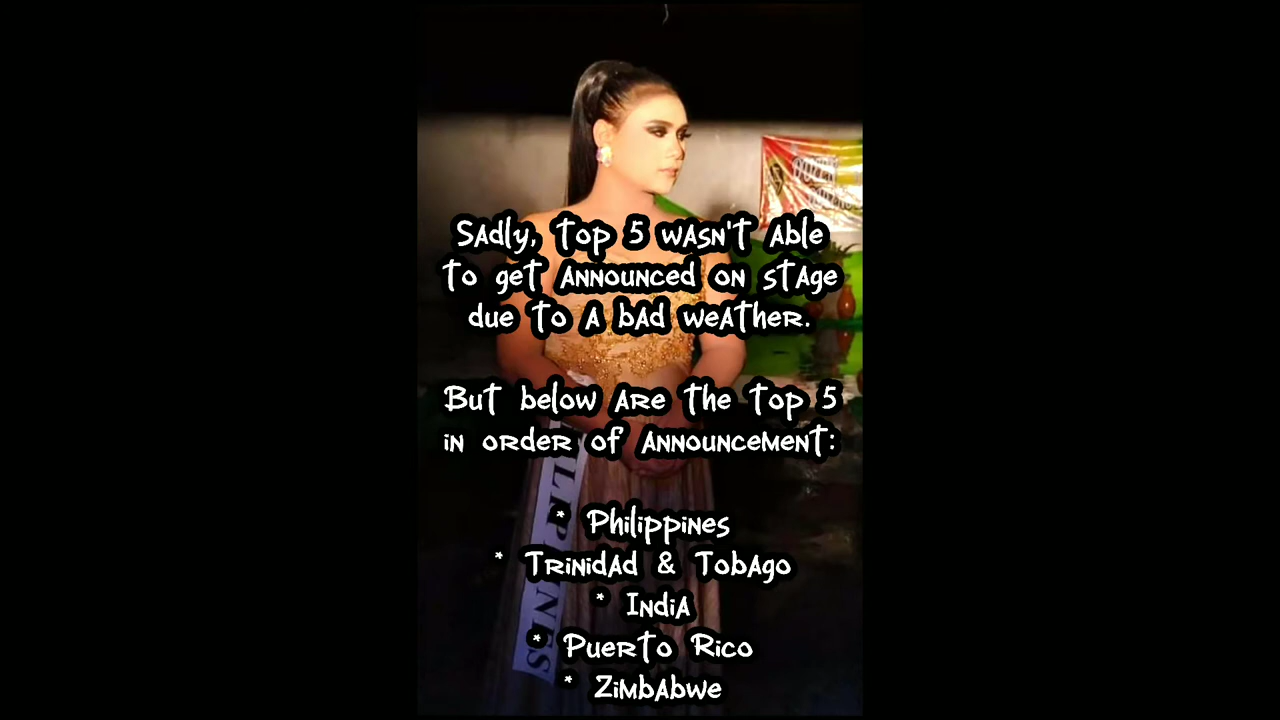 Sadly, Top 5 wasn't able
to get announced on stage
due to a bad weather.
But below are the Top 5
in order of announcement:
* Philippines
* Trinidad & Tobago
* India
* Puerto Rico
* Zimbabwe
QUEEN